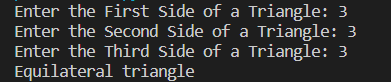 Enter the First Side of a Triangle: 3
Enter the Second Side of a Triangle: 3
Enter the Third Side of a Triangle: 3
Equilateral triangle